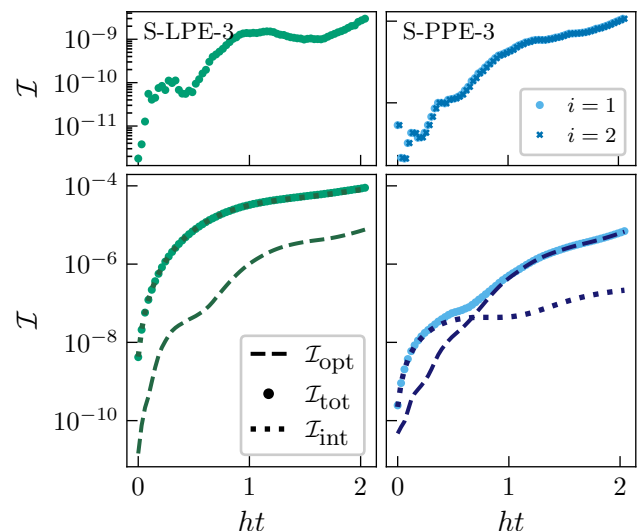 S-LPE-3
S-PPE-3
10⁻⁹
10⁻¹⁰
10⁻¹¹
ℐ
i = 1
i = 2
10⁻⁴
10⁻⁶
10⁻⁸
10⁻¹⁰
ℐ
ℐ_opt
ℐ_tot
ℐ_int
0 1 2
0 1 2
ht
ht